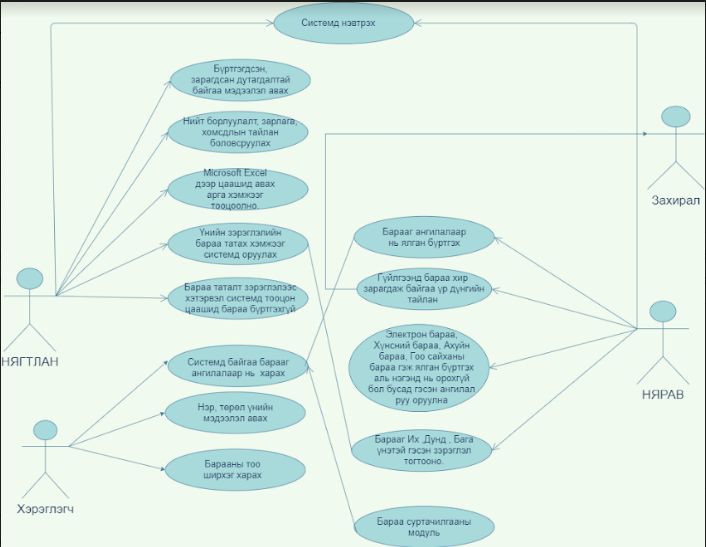 Системд нэвтрэх
Бүртгэгдсэн,
зарагдсан дутагдалтай
байгаа мэдээлэл авах
Нийт борлуулалт, зарлага,
хомсдлын тайлан
боловсруулах
Microsoft Excel
дээр цаашид авах
арга хэмжээг
тооцоолно.
Үнийн зэрэглэлийн
бараа татах хэмжээг
системд оруулах
Бараа таталт зэрэглэлээс
хэтэрвэл системд тооцон
цаашид бараа бүртгэхгүй
Системд байгаа барааг
ангилалаар нь харах
Нэр, төрөл үнийн
мэдээлэл авах
Барааны тоо
ширхэг харах
НЯГТЛАН
Хэрэглэгч
Барааг ангилалаар
нь ялган бүртгэх
Гүйлгээнд бараа хир
зарагдаж байгаа үр дүнгийн
тайлан
Электрон бараа,
Хүнсний бараа, Ахуйн
бараа, Гоо сайханы
бараа гэж ялган бүртгэх
аль нэгэнд нь орохгүй
бол бусад гэсэн ангилал
руу оруулна
Барааг Их ,Дунд , Бага
үнэтэй гэсэн зэрэглэл
тогтооно.
Бараа суртачилгааны
модуль
Захирал
НЯРАВ